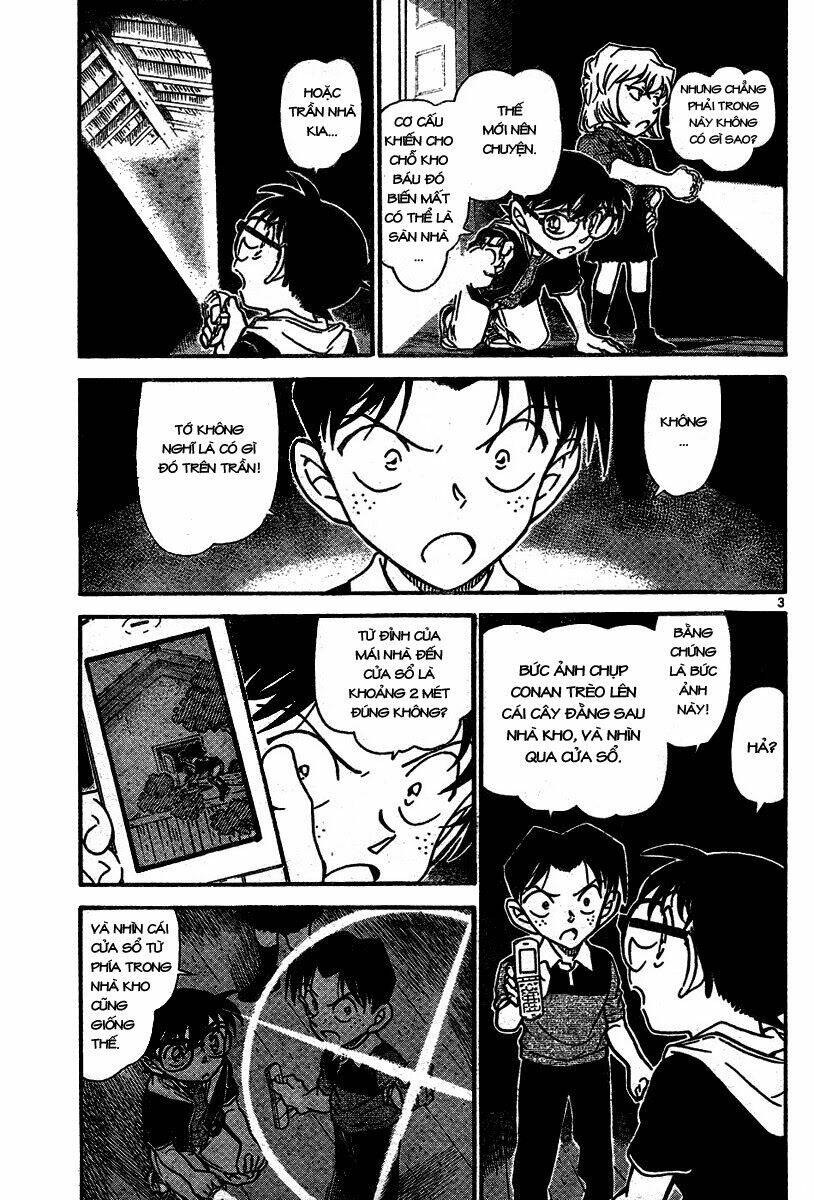 NHƯNG CHẲNG
PHẢI TRONG
NÀY KHÔNG
CÓ GÌ SAO?
THẾ
MỚI NÊN
CHUYỆN.
CƠ CẤU
KHIẾN CHO
CHỖ KHO
BÁU ĐÓ
BIẾN MẤT
CÓ THỂ LÀ
SÀN NHÀ
...
HOẶC
TRẦN NHÀ
KIA...
KHÔNG
...
TỚ KHÔNG
NGHĨ LÀ CÓ GÌ
ĐÓ TRÊN TRẦN!
3
HẢ?
BẰNG
CHỨNG
LÀ BỨC
ẢNH
NÀY!
BỨC ẢNH CHỤP
CONAN TRÈO LÊN
CÁI CÂY ĐẰNG SAU
NHÀ KHO, VÀ NHÌN
QUA CỬA SỔ.
TỪ ĐỈNH CỦA
MÁI NHÀ ĐẾN
CỬA SỔ LÀ
KHOẢNG 2 MÉT
ĐÚNG KHÔNG?
VÀ NHÌN CÁI
CỬA SỔ TỪ
PHÍA TRONG
NHÀ KHO
CŨNG
GIỐNG
THẾ.